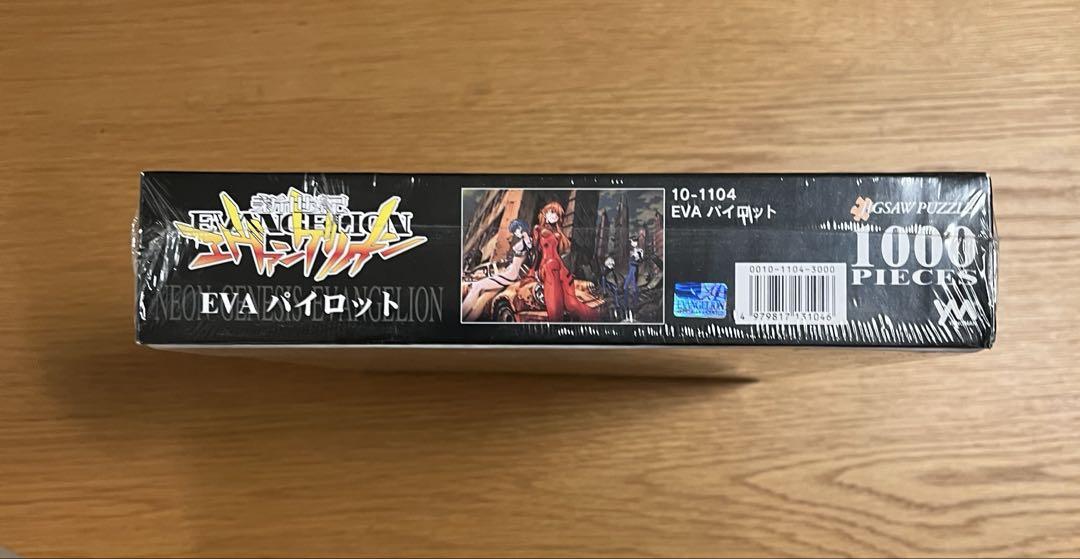 新世紀
EVANGELION
エヴァンゲリオン
NEON GENESIS EVANGELION
EVA パイロット
10-1104
EVA パイロット
EVANGELION
0010-1104-3000
4 979817 131046
JIGSAW PUZZLE
1000
PIECES